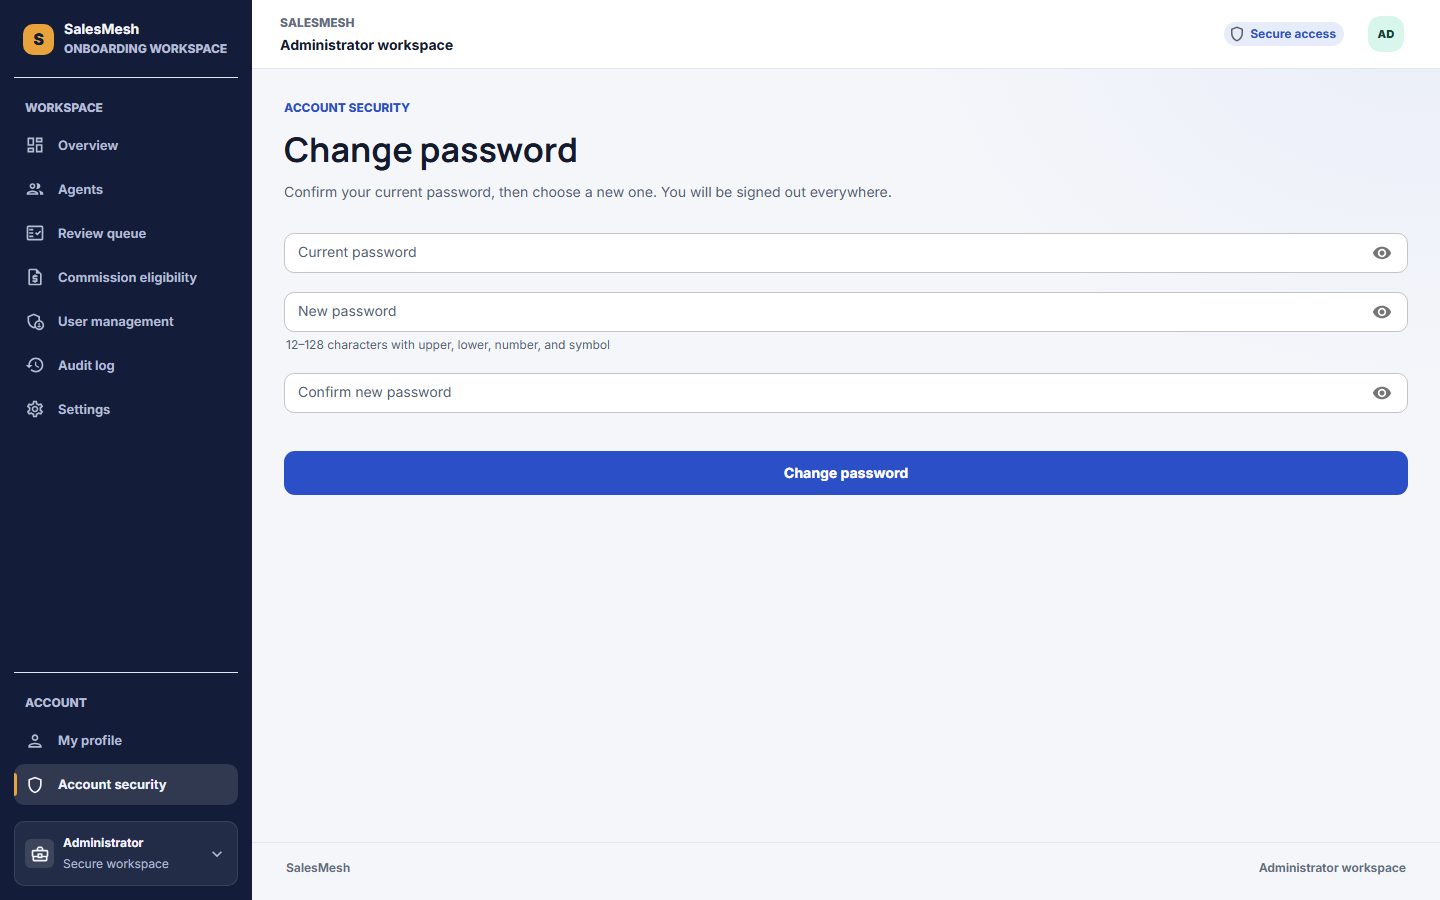 S
SalesMesh
ONBOARDING WORKSPACE
WORKSPACE
Overview
Agents
Review queue
Commission eligibility
User management
Audit log
Settings
ACCOUNT
My profile
Account security
Administrator
Secure workspace
SALESMESH
Administrator workspace
Secure access
AD
ACCOUNT SECURITY
Change password
Confirm your current password, then choose a new one. You will be signed out everywhere.
Current password
New password
12–128 characters with upper, lower, number, and symbol
Confirm new password
Change password
SalesMesh
Administrator workspace